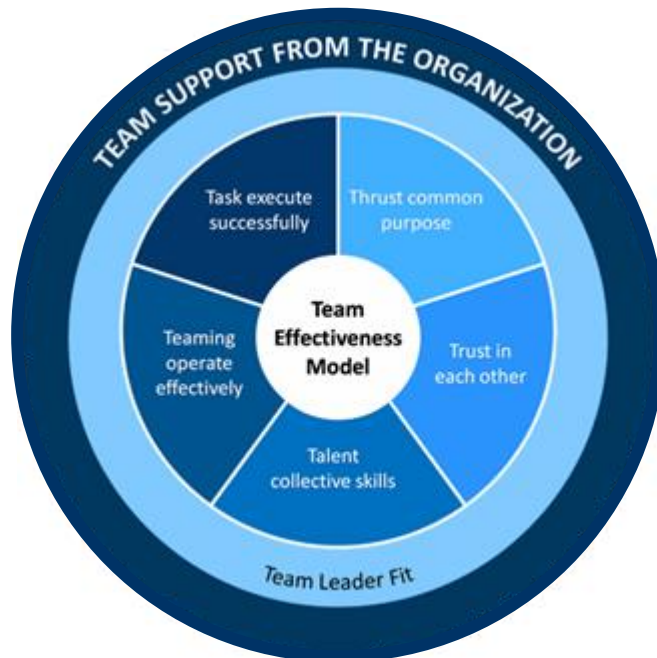 TEAM SUPPORT FROM THE ORGANIZATION
Task execute
successfully
Thrust common
purpose
Team
Effectiveness
Model
Teaming
operate
effectively
Trust in
each other
Talent
collective skills
Team Leader Fit